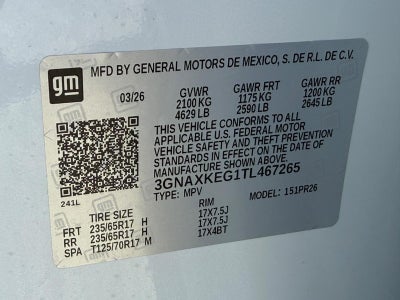 gm
MFD BY GENERAL MOTORS DE MEXICO, S. DE R.L. DE C.V.
03/26 GVWR GAWR FRT GAWR RR
2100 KG 1175 KG 1200 KG
4629 LB 2590 LB 2645 LB
THIS VEHICLE CONFORMS TO ALL
APPLICABLE U.S. FEDERAL MOTOR
VEHICLE SAFETY AND THEFT PREVENTION
STANDARDS IN EFFECT ON THE DATE OF
MANUFACTURE SHOWN ABOVE.
3GNAXKEG1TL467265
241L TYPE: MPV MODEL: 151PR26
TIRE SIZE RIM
FRT 235/65R17 H 17X7.5J
RR 235/65R17 H 17X7.5J
SPA T125/70R17 M 17X4BT